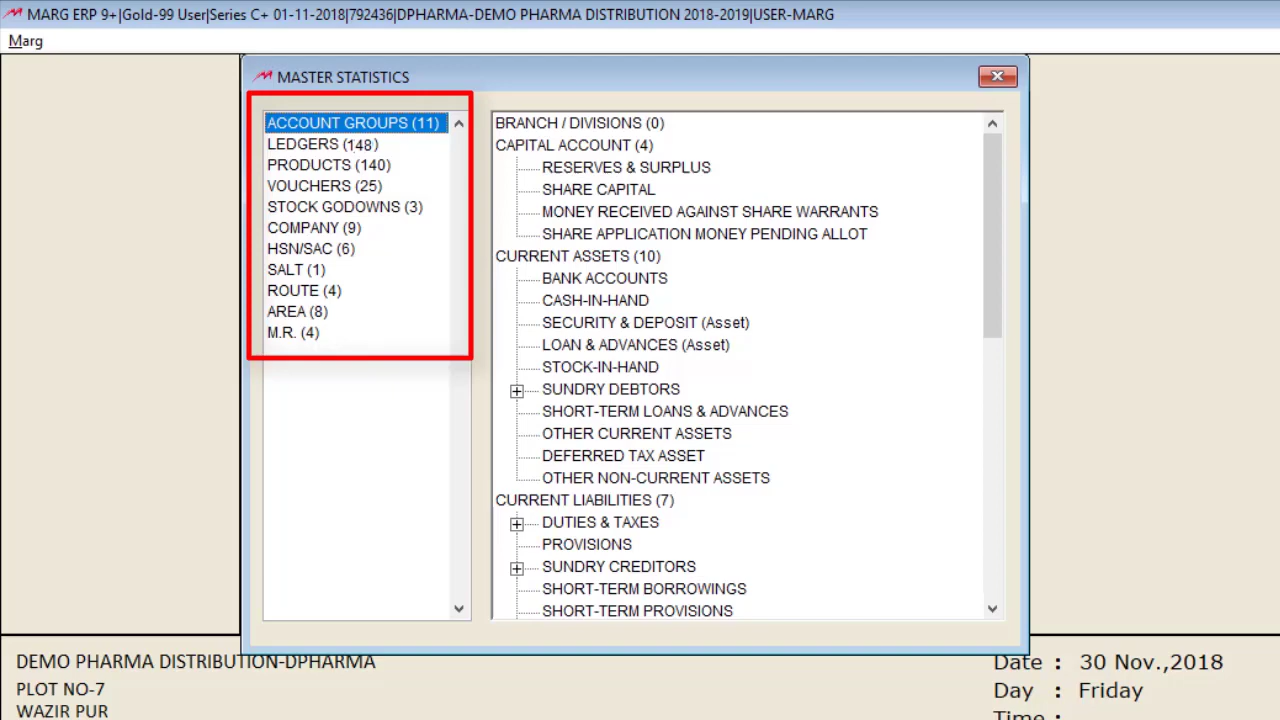 MARG ERP 9+|Gold-99 User|Series C+ 01-11-2018|792436|DPHARMA-DEMO PHARMA DISTRIBUTION 2018-2019|USER-MARG
Marg
MASTER STATISTICS
ACCOUNT GROUPS (11)
LEDGERS (148)
PRODUCTS (140)
VOUCHERS (25)
STOCK GODOWNS (3)
COMPANY (9)
HSN/SAC (6)
SALT (1)
ROUTE (4)
AREA (8)
M.R. (4)
BRANCH / DIVISIONS (0)
CAPITAL ACCOUNT (4)
RESERVES & SURPLUS
SHARE CAPITAL
MONEY RECEIVED AGAINST SHARE WARRANTS
SHARE APPLICATION MONEY PENDING ALLOT
CURRENT ASSETS (10)
BANK ACCOUNTS
CASH-IN-HAND
SECURITY & DEPOSIT (Asset)
LOAN & ADVANCES (Asset)
STOCK-IN-HAND
SUNDRY DEBTORS
SHORT-TERM LOANS & ADVANCES
OTHER CURRENT ASSETS
DEFERRED TAX ASSET
OTHER NON-CURRENT ASSETS
CURRENT LIABILITIES (7)
DUTIES & TAXES
PROVISIONS
SUNDRY CREDITORS
SHORT-TERM BORROWINGS
SHORT-TERM PROVISIONS
DEMO PHARMA DISTRIBUTION-DPHARMA
PLOT NO-7
WAZIR PUR
Date : 30 Nov.,2018
Day : Friday
Time :